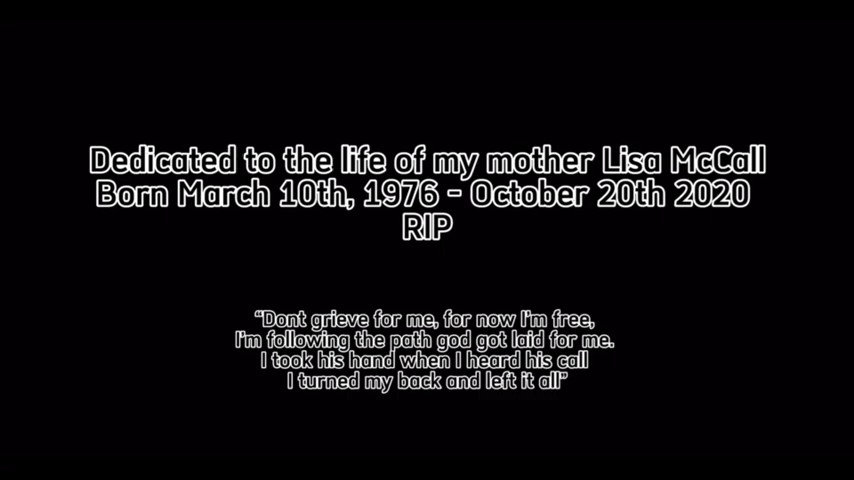 Dedicated to the life of my mother Lisa McCall
Born March 10th, 1976 - October 20th 2020
RIP
“Dont grieve for me, for now I'm free,
I'm following the path god got laid for me.
I took his hand when I heard his call
I turned my back and left it all”